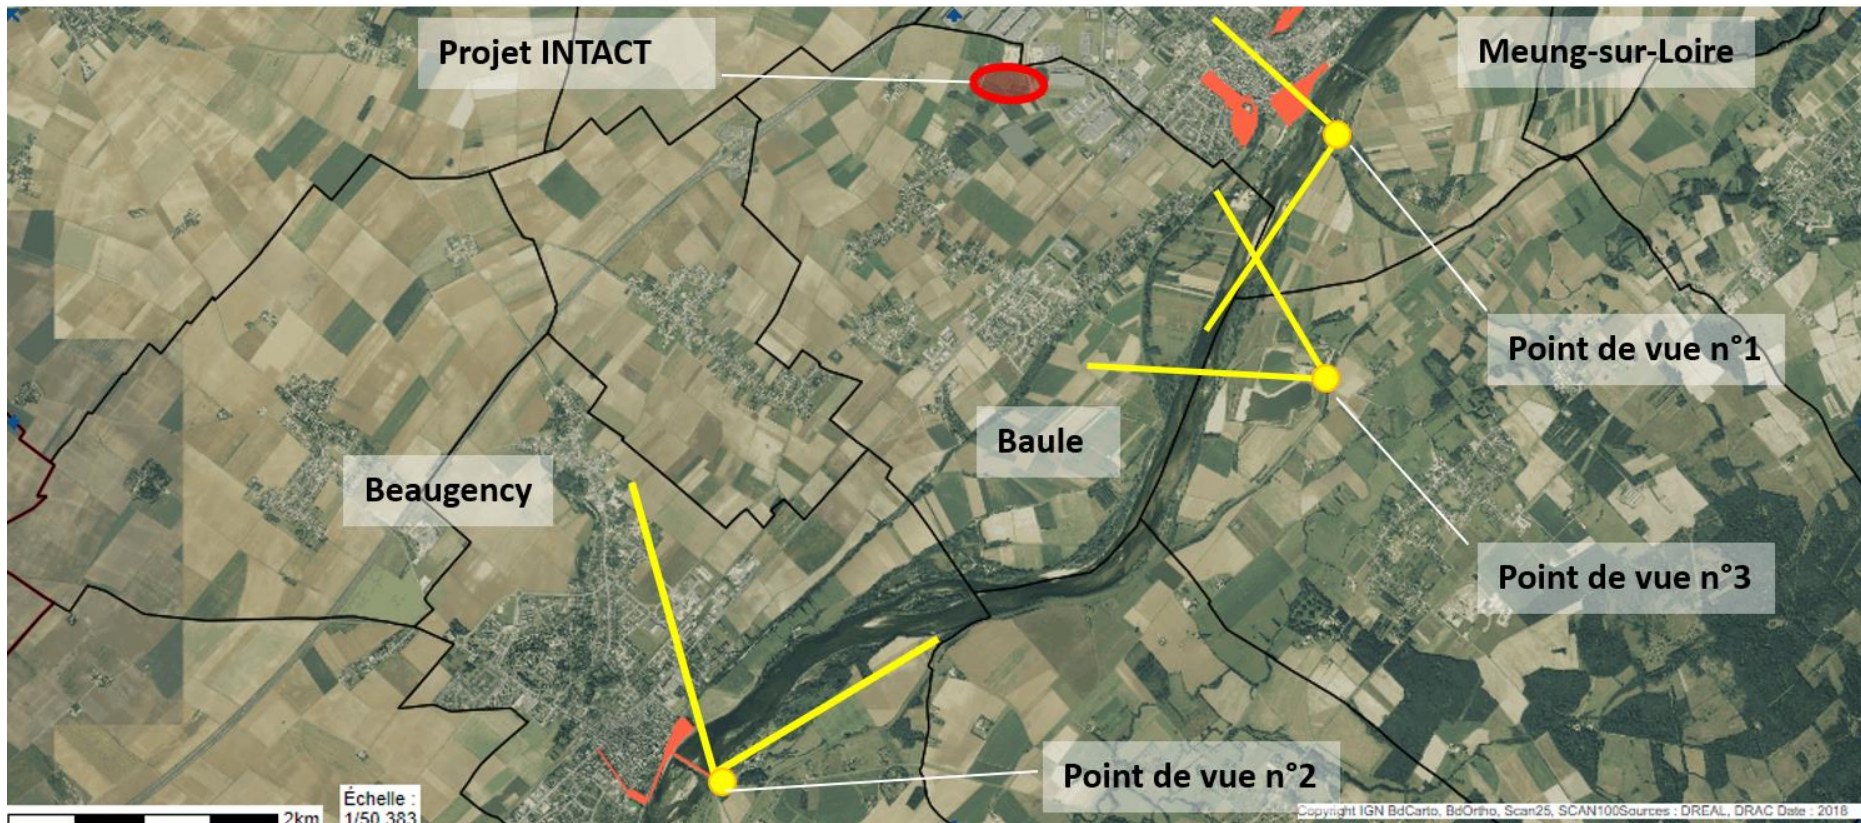 Projet INTACT
Meung-sur-Loire
Point de vue n°1
Baule
Beaugency
Point de vue n°3
Point de vue n°2
Échelle :
1/50 383
2km
Copyright IGN BdCarto, BdOrtho, Scan25, SCAN100Sources : DREAL, DRAC Date : 2018